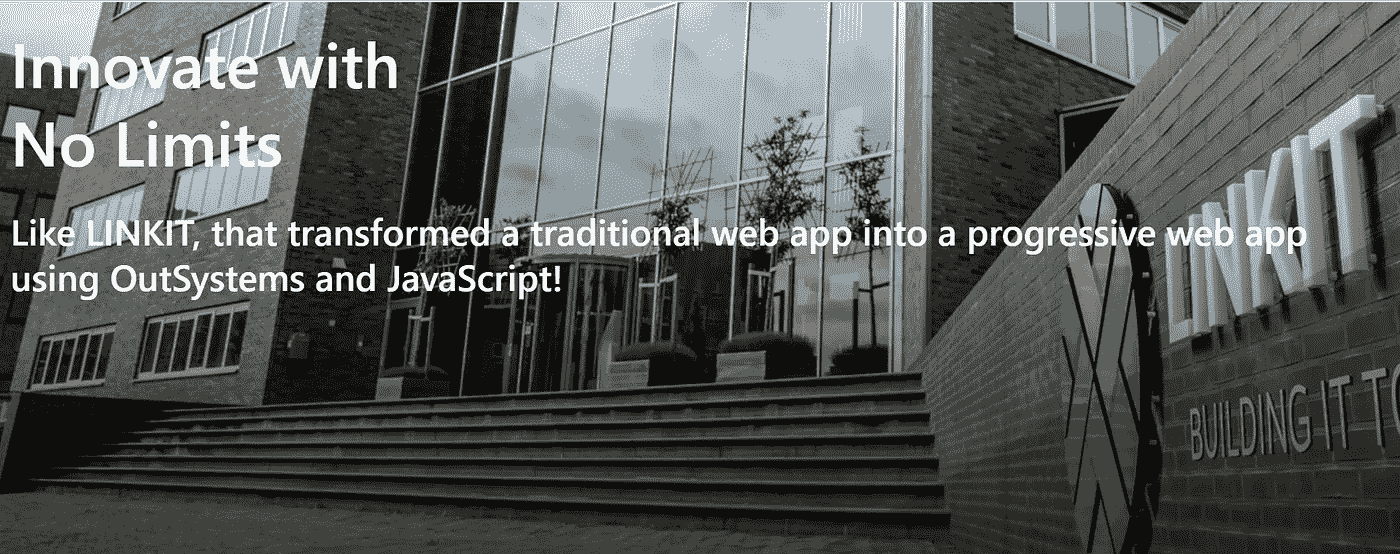 Innovate with
No Limits
Like LINKIT, that transformed a traditional web app into a progressive web app
using OutSystems and JavaScript!
LINKIT
BUILDING IT